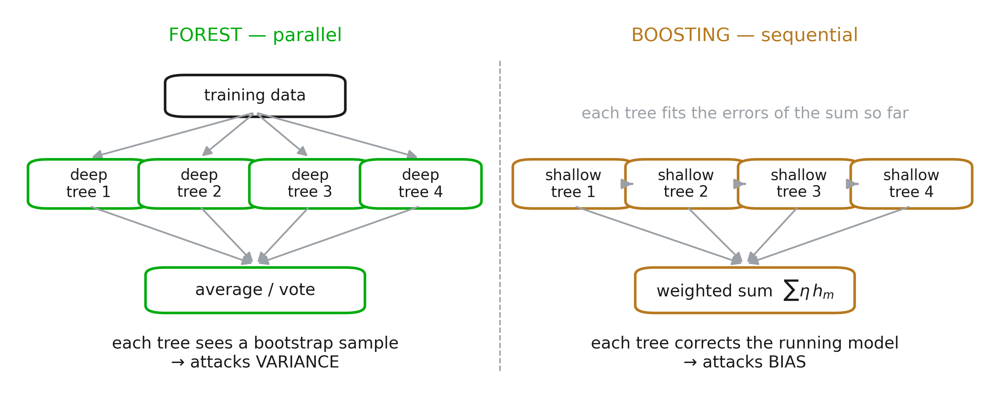 FOREST — parallel
training data
deep
tree 1
deep
tree 2
deep
tree 3
deep
tree 4
average / vote
each tree sees a bootstrap sample
→ attacks VARIANCE
BOOSTING — sequential
each tree fits the errors of the sum so far
shallow
tree 1
shallow
tree 2
shallow
tree 3
shallow
tree 4
weighted sum ∑ η hₘ
each tree corrects the running model
→ attacks BIAS